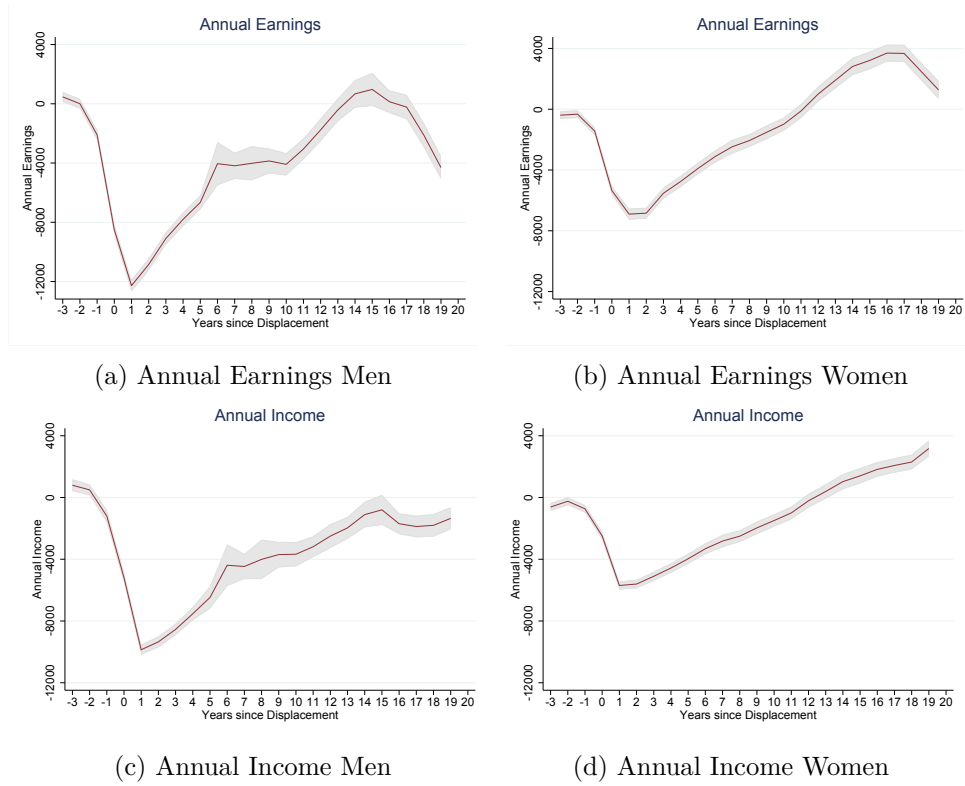 Annual Earnings
Annual Earnings
4000
0
-4000
-8000
-12000
-3 -2 -1 0 1 2 3 4 5 6 7 8 9 10 11 12 13 14 15 16 17 18 19 20
Years since Displacement
(a) Annual Earnings Men
Annual Earnings
Annual Earnings
4000
0
-4000
-8000
-12000
-3 -2 -1 0 1 2 3 4 5 6 7 8 9 10 11 12 13 14 15 16 17 18 19 20
Years since Displacement
(b) Annual Earnings Women
Annual Income
Annual Income
4000
0
-4000
-8000
-12000
-3 -2 -1 0 1 2 3 4 5 6 7 8 9 10 11 12 13 14 15 16 17 18 19 20
Years since Displacement
(c) Annual Income Men
Annual Income
Annual Income
4000
0
-4000
-8000
-12000
-3 -2 -1 0 1 2 3 4 5 6 7 8 9 10 11 12 13 14 15 16 17 18 19 20
Years since Displacement
(d) Annual Income Women